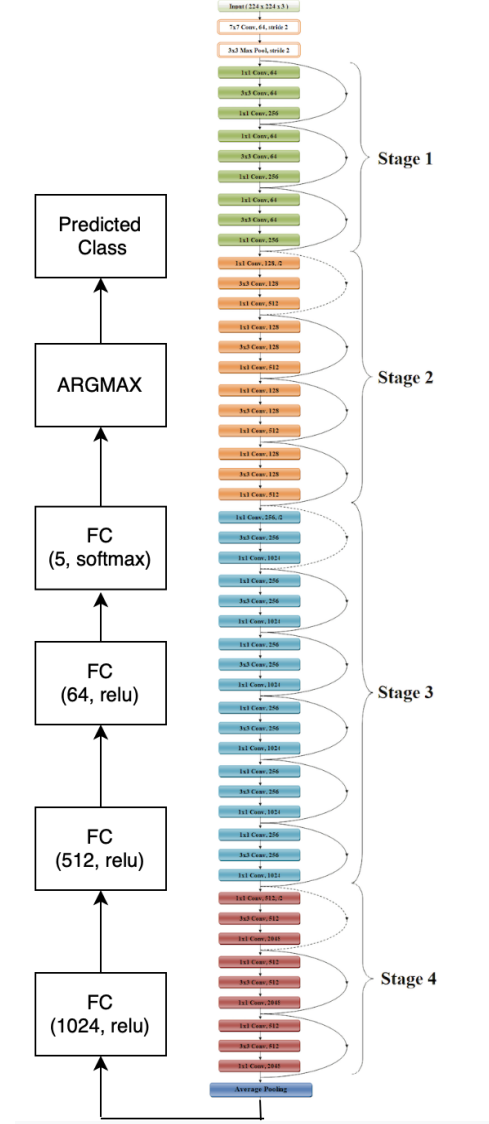 Input (224 x 224 x 3)
7x7 Conv, 64, stride 2
3x3 Max Pool, stride 2
1x1 Conv, 64
3x3 Conv, 64
1x1 Conv, 256
1x1 Conv, 64
3x3 Conv, 64
1x1 Conv, 256
1x1 Conv, 64
3x3 Conv, 64
1x1 Conv, 256
Stage 1
1x1 Conv, 128, /2
3x3 Conv, 128
1x1 Conv, 512
1x1 Conv, 128
3x3 Conv, 128
1x1 Conv, 512
1x1 Conv, 128
3x3 Conv, 128
1x1 Conv, 512
1x1 Conv, 128
3x3 Conv, 128
1x1 Conv, 512
Stage 2
1x1 Conv, 256, /2
3x3 Conv, 256
1x1 Conv, 1024
1x1 Conv, 256
3x3 Conv, 256
1x1 Conv, 1024
1x1 Conv, 256
3x3 Conv, 256
1x1 Conv, 1024
1x1 Conv, 256
3x3 Conv, 256
1x1 Conv, 1024
1x1 Conv, 256
3x3 Conv, 256
1x1 Conv, 1024
1x1 Conv, 256
3x3 Conv, 256
1x1 Conv, 1024
Stage 3
1x1 Conv, 512, /2
3x3 Conv, 512
1x1 Conv, 2048
1x1 Conv, 512
3x3 Conv, 512
1x1 Conv, 2048
1x1 Conv, 512
3x3 Conv, 512
1x1 Conv, 2048
Stage 4
Average Pooling
Predicted
Class
ARGMAX
FC
(5, softmax)
FC
(64, relu)
FC
(512, relu)
FC
(1024, relu)